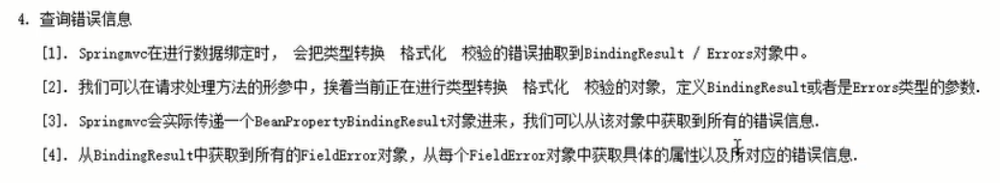 4. 查询错误信息
[1]. Springmvc在进行数据绑定时, 会把类型转换 格式化 校验的错误抽取到BindingResult / Errors对象中。
[2]. 我们可以在请求处理方法的形参中,挨着当前正在进行类型转换 格式化 校验的对象, 定义BindingResult或者是Errors类型的参数.
[3]. Springmvc会实际传递一个BeanPropertyBindingResult对象进来,我们可以从该对象中获取到所有的错误信息.
[4]. 从BindingResult中获取到所有的FieldError对象,从每个FieldError对象中获取具体的属性以及所对应的错误信息.